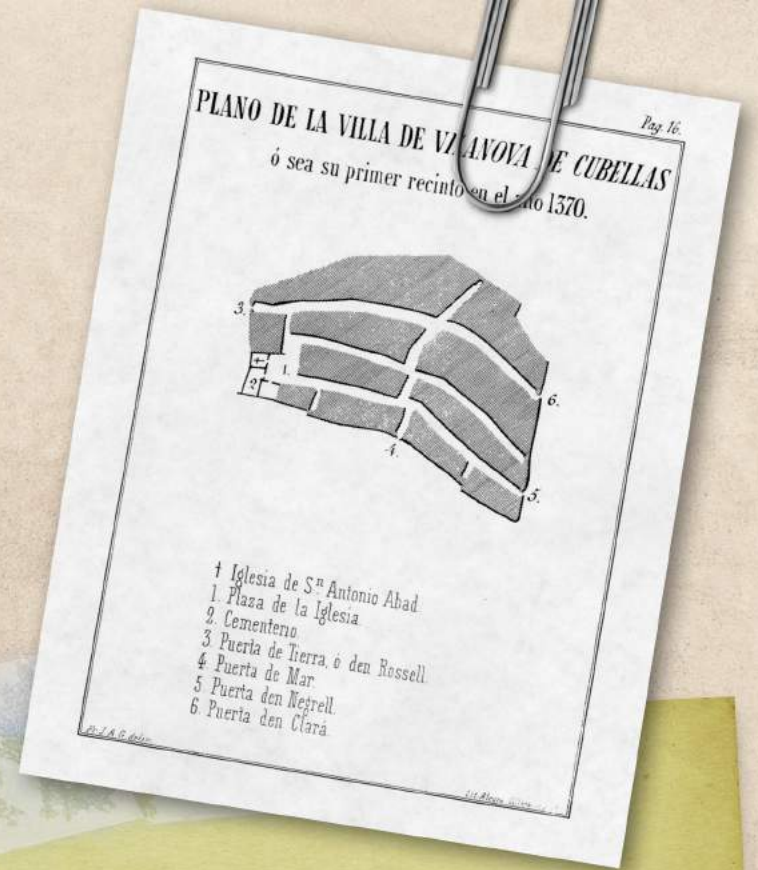 Pag. 16.
PLANO DE LA VILLA DE VILANOVA DE CUBELLAS
ó sea su primer recinto en el año 1370.
3.
†
1.
2
4.
6.
5.
† Iglesia de Sn. Antonio Abad
1. Plaza de la Iglesia
2. Cementerio
3. Puerta de Tierra, ó den Rossell.
4. Puerta de Mar.
5 Puerta den Negrell.
6. Puerta den Clará.